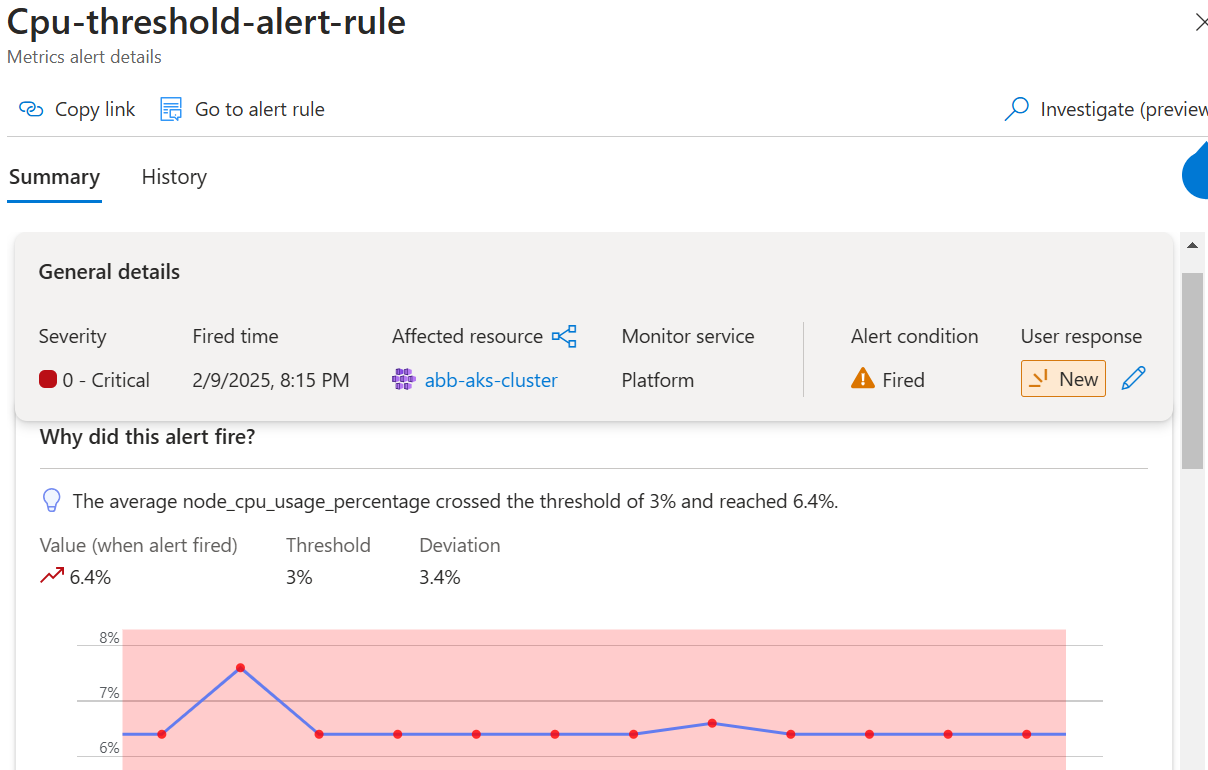 Cpu-threshold-alert-rule
Metrics alert details
Copy link Go to alert rule Investigate (preview
Summary History
General details
Severity Fired time Affected resource Monitor service Alert condition User response
0 - Critical 2/9/2025, 8:15 PM abb-aks-cluster Platform Fired New
Why did this alert fire?
The average node_cpu_usage_percentage crossed the threshold of 3% and reached 6.4%.
Value (when alert fired) Threshold Deviation
6.4% 3% 3.4%
8%
7%
6%